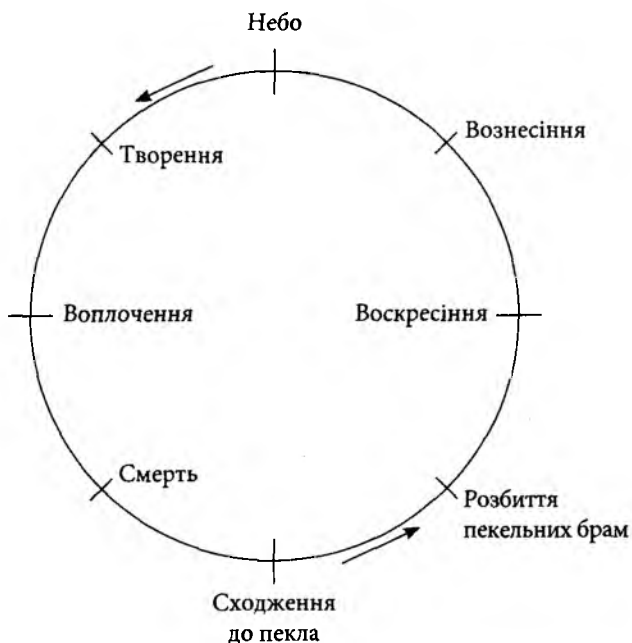 Небо
Вознесіння
Творення
Воплочення
Воскресіння
Смерть
Розбиття
пекельних брам
Сходження
до пекла